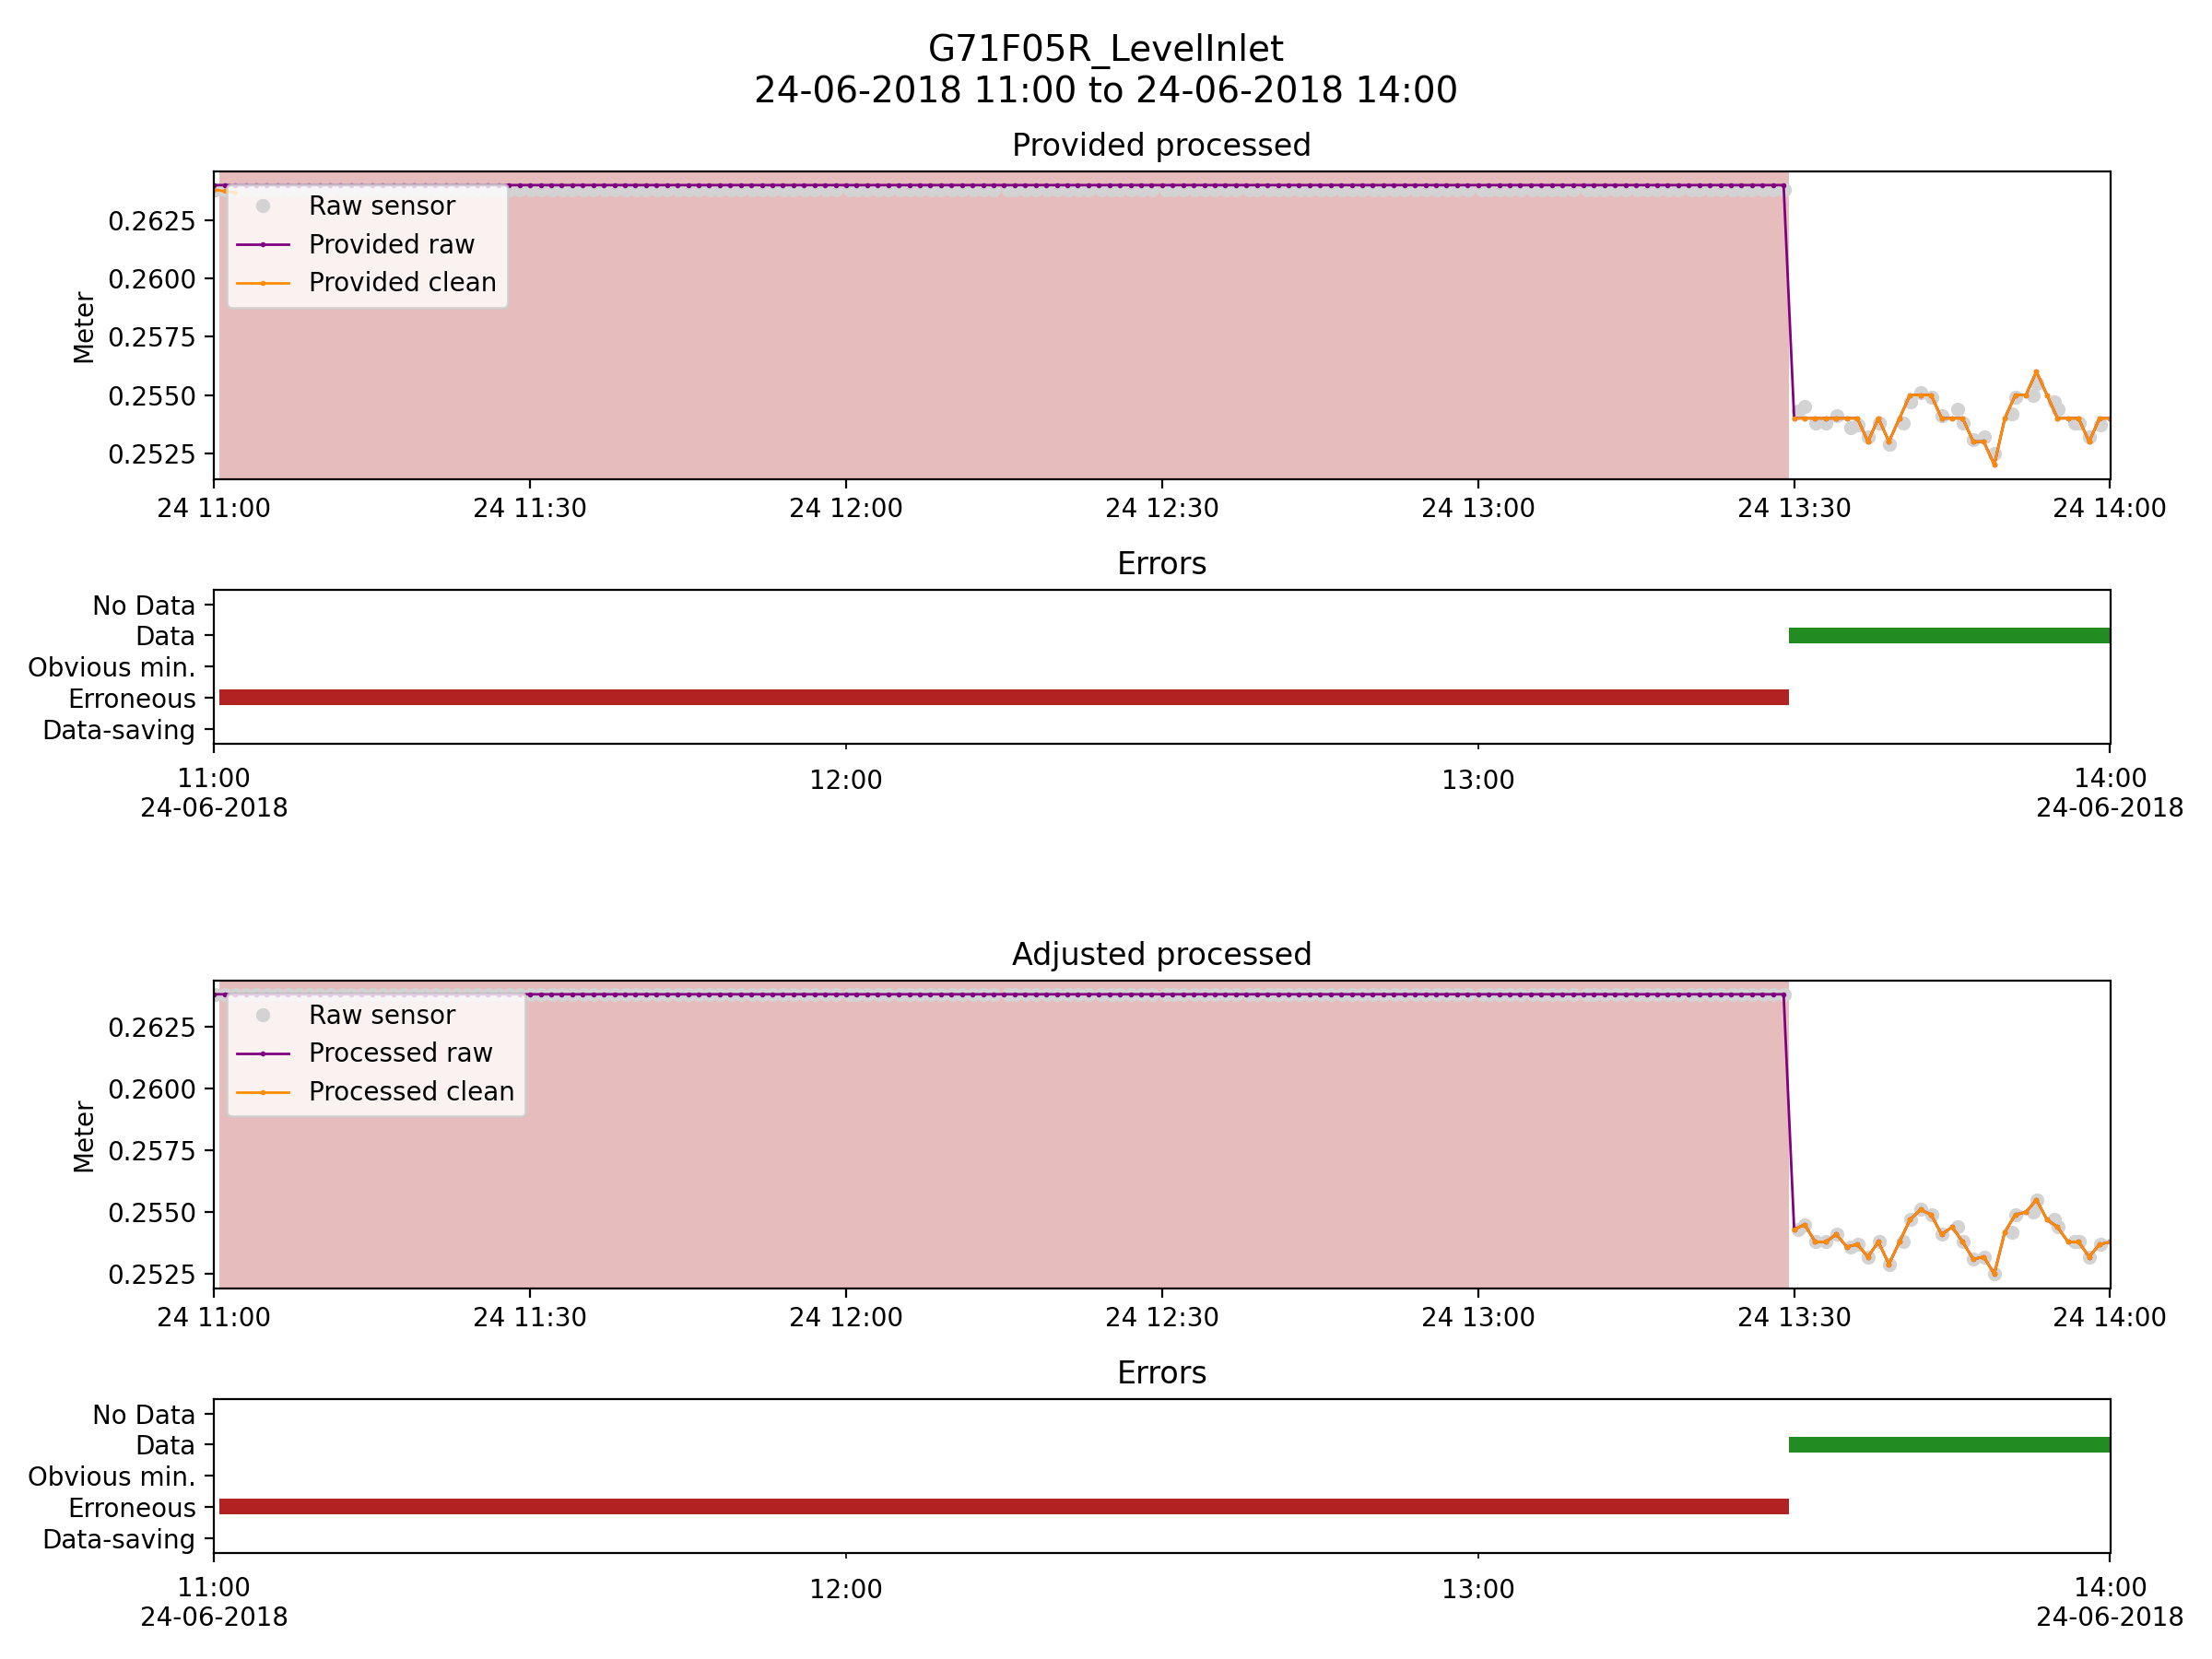 G71F05R_LevelInlet
24-06-2018 11:00 to 24-06-2018 14:00
Provided processed
Meter
0.2625
0.2600
0.2575
0.2550
0.2525
Raw sensor
Provided raw
Provided clean
24 11:00 24 11:30 24 12:00 24 12:30 24 13:00 24 13:30 24 14:00
Errors
No Data
Data
Obvious min.
Erroneous
Data-saving
11:00 12:00 13:00 14:00
24-06-2018 24-06-2018
Adjusted processed
Meter
0.2625
0.2600
0.2575
0.2550
0.2525
Raw sensor
Processed raw
Processed clean
24 11:00 24 11:30 24 12:00 24 12:30 24 13:00 24 13:30 24 14:00
Errors
No Data
Data
Obvious min.
Erroneous
Data-saving
11:00 12:00 13:00 14:00
24-06-2018 24-06-2018